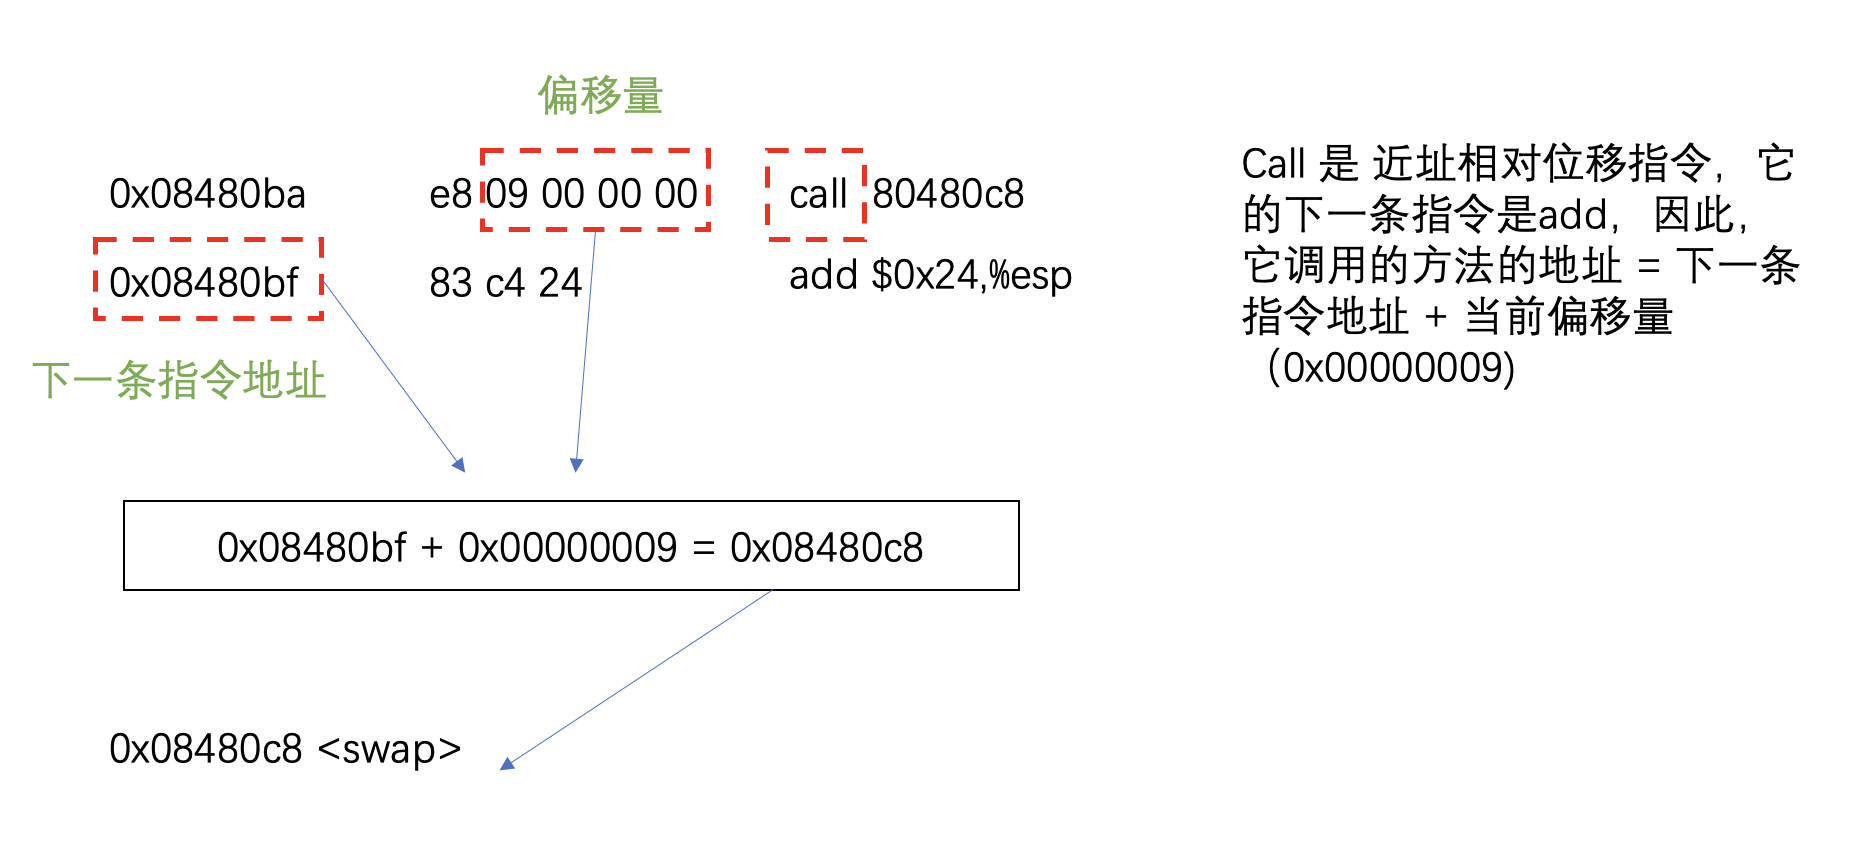 偏移量
0x08480ba e8 09 00 00 00 call 80480c8
0x08480bf 83 c4 24 add $0x24,%esp
下一条指令地址
0x08480bf + 0x00000009 = 0x08480c8
0x08480c8 <swap>
Call 是 近址相对位移指令，它
的下一条指令是add，因此，
它调用的方法的地址 = 下一条
指令地址 + 当前偏移量
（0x00000009)